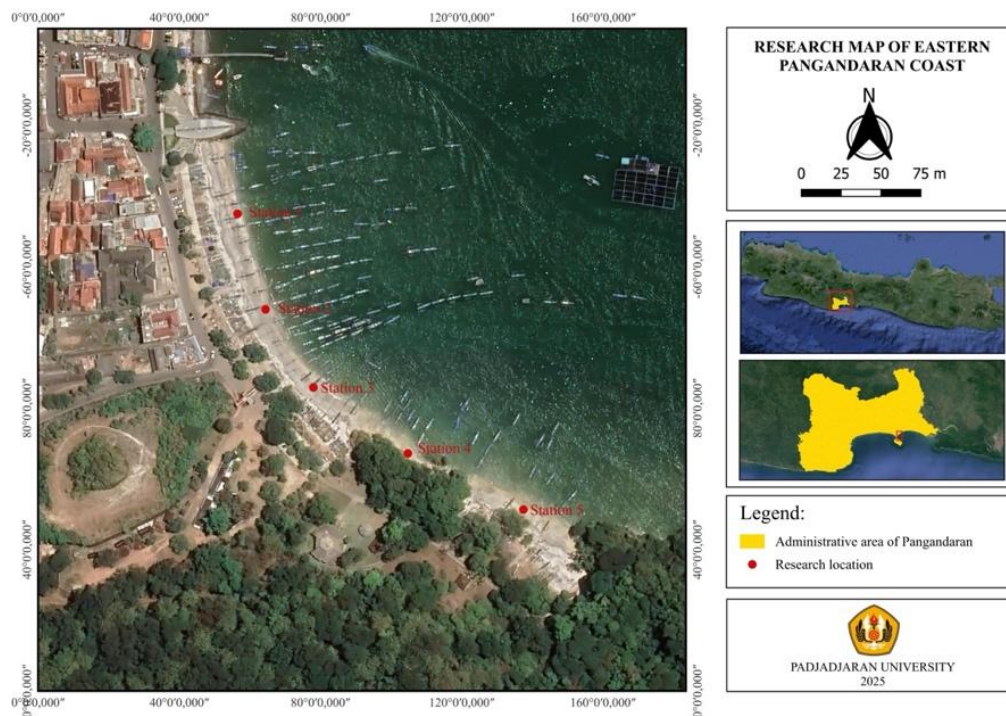 0°0'0,000" 40°0'0,000" 80°0'0,000" 120°0'0,000" 160°0'0,000"
-20°0'0,000"
-60°0'0,000"
80°0'0,000"
40°0'0,000"
0°0'0,000"
-20°0'0,000"
-60°0'0,000"
80°0'0,000"
40°0'0,000"
0°0'0,000"
Station
Station
Station 3
Station 4
Station 5
0°0'0,000" 40°0'0,000" 80°0'0,000" 120°0'0,000" 160°0'0,000"
RESEARCH MAP OF EASTERN
PANGANDARAN COAST
N
0 25 50 75 m
Legend:
Administrative area of Pangandaran
Research location
PADJADJARAN UNIVERSITY
2025